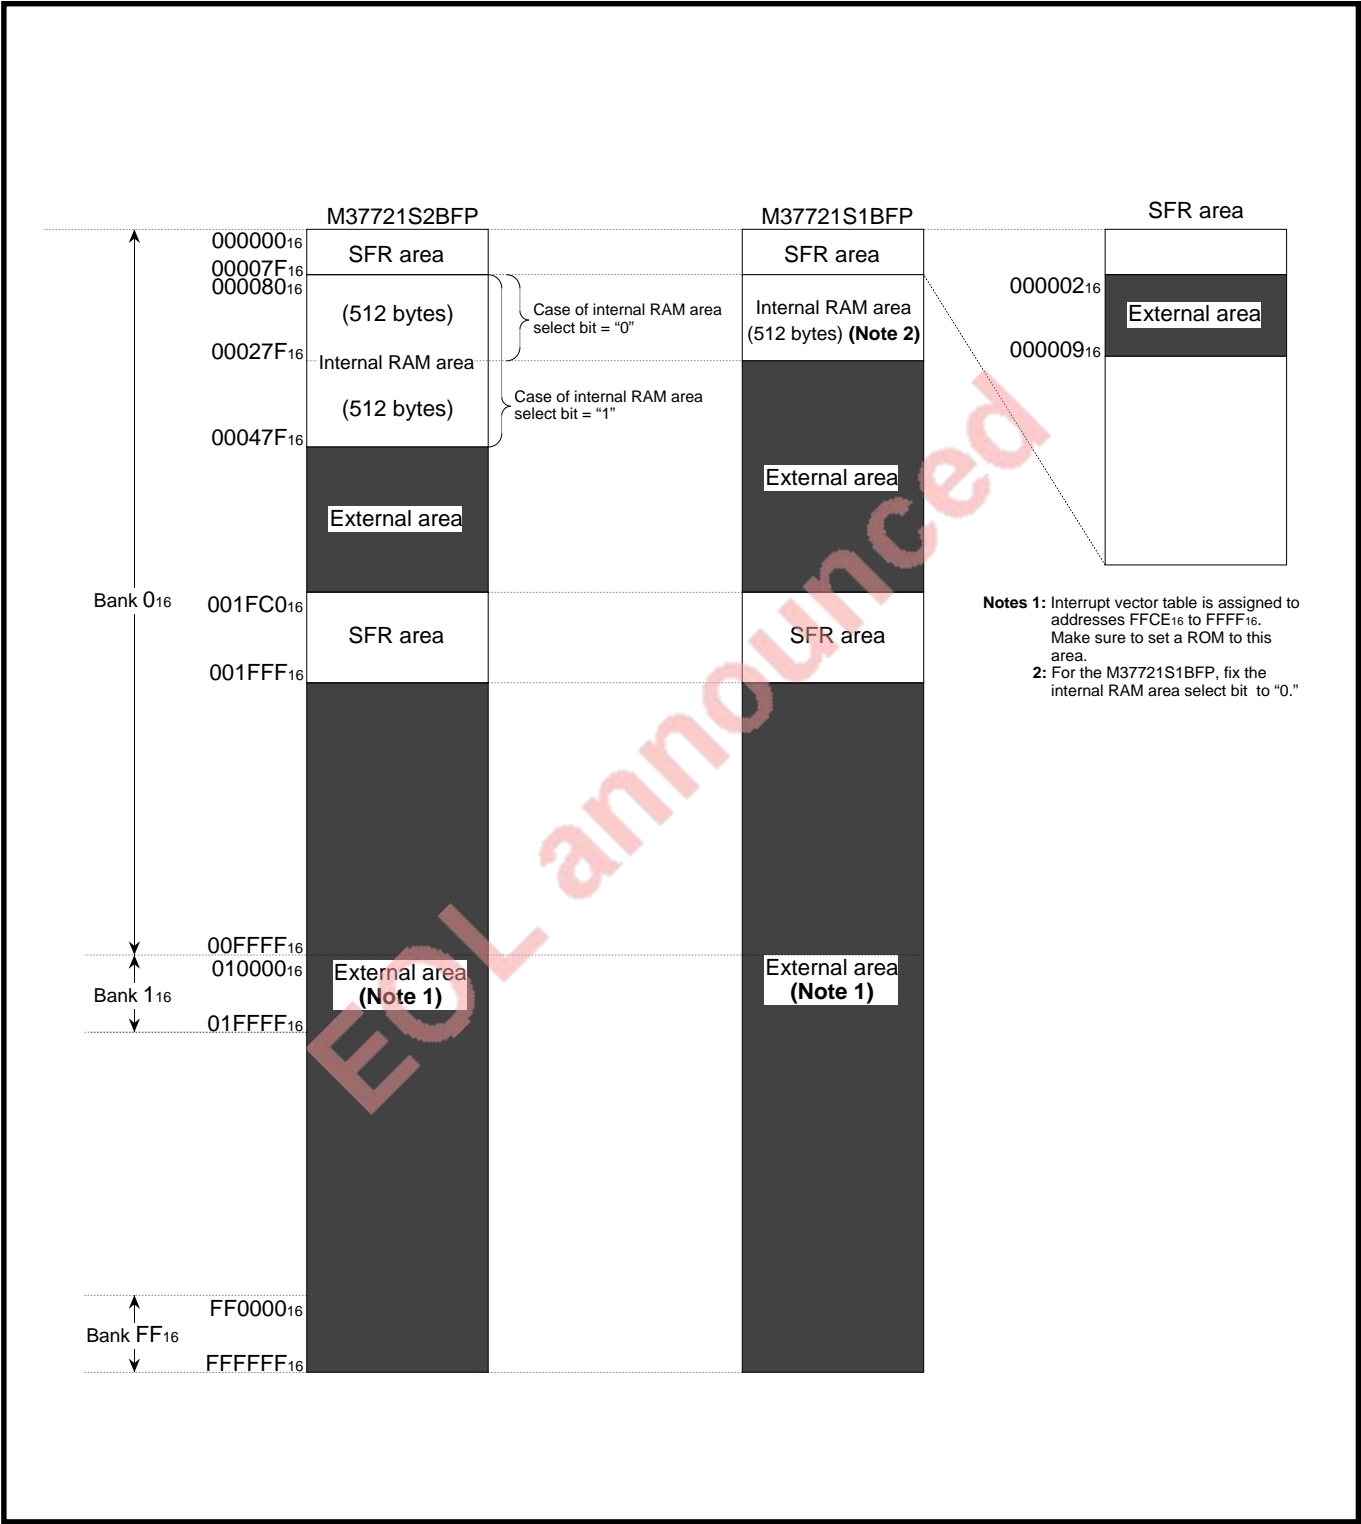 M37721S2BFP
M37721S1BFP
SFR area
000000₁₆
00007F₁₆
000080₁₆
00027F₁₆
00047F₁₆
001FC0₁₆
001FFF₁₆
00FFFF₁₆
010000₁₆
01FFFF₁₆
FF0000₁₆
FFFFFF₁₆
Bank 0₁₆
Bank 1₁₆
Bank FF₁₆
SFR area
(512 bytes)
Internal RAM area
(512 bytes)
External area
SFR area
External area
(Note 1)
Case of internal RAM area
select bit = “0”
Case of internal RAM area
select bit = “1”
SFR area
Internal RAM area
(512 bytes) (Note 2)
External area
SFR area
External area
(Note 1)
000002₁₆
External area
000009₁₆
Notes 1: Interrupt vector table is assigned to
addresses FFCE₁₆ to FFFF₁₆.
Make sure to set a ROM to this
area.
2: For the M37721S1BFP, fix the
internal RAM area select bit to “0.”
EOL announced